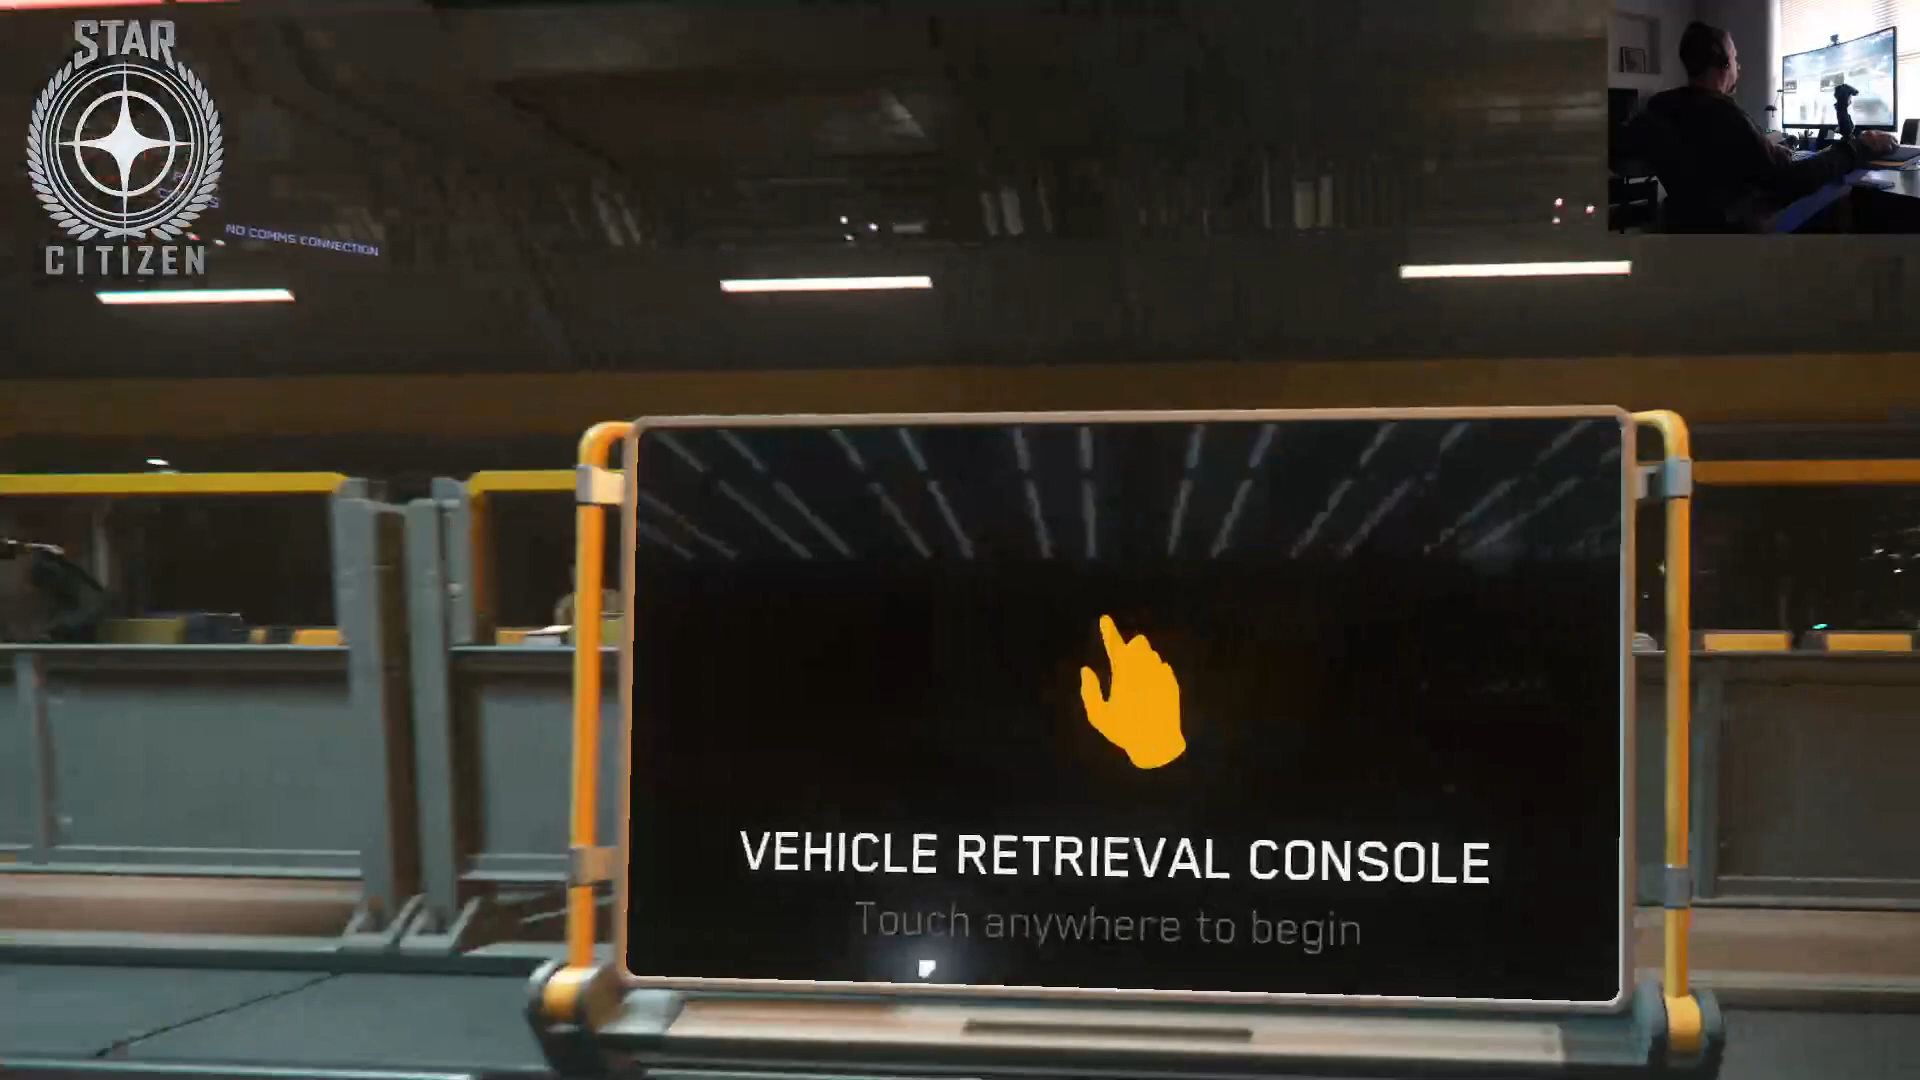 STAR
CITIZEN
NO COMMS CONNECTION
VEHICLE RETRIEVAL CONSOLE
Touch anywhere to begin